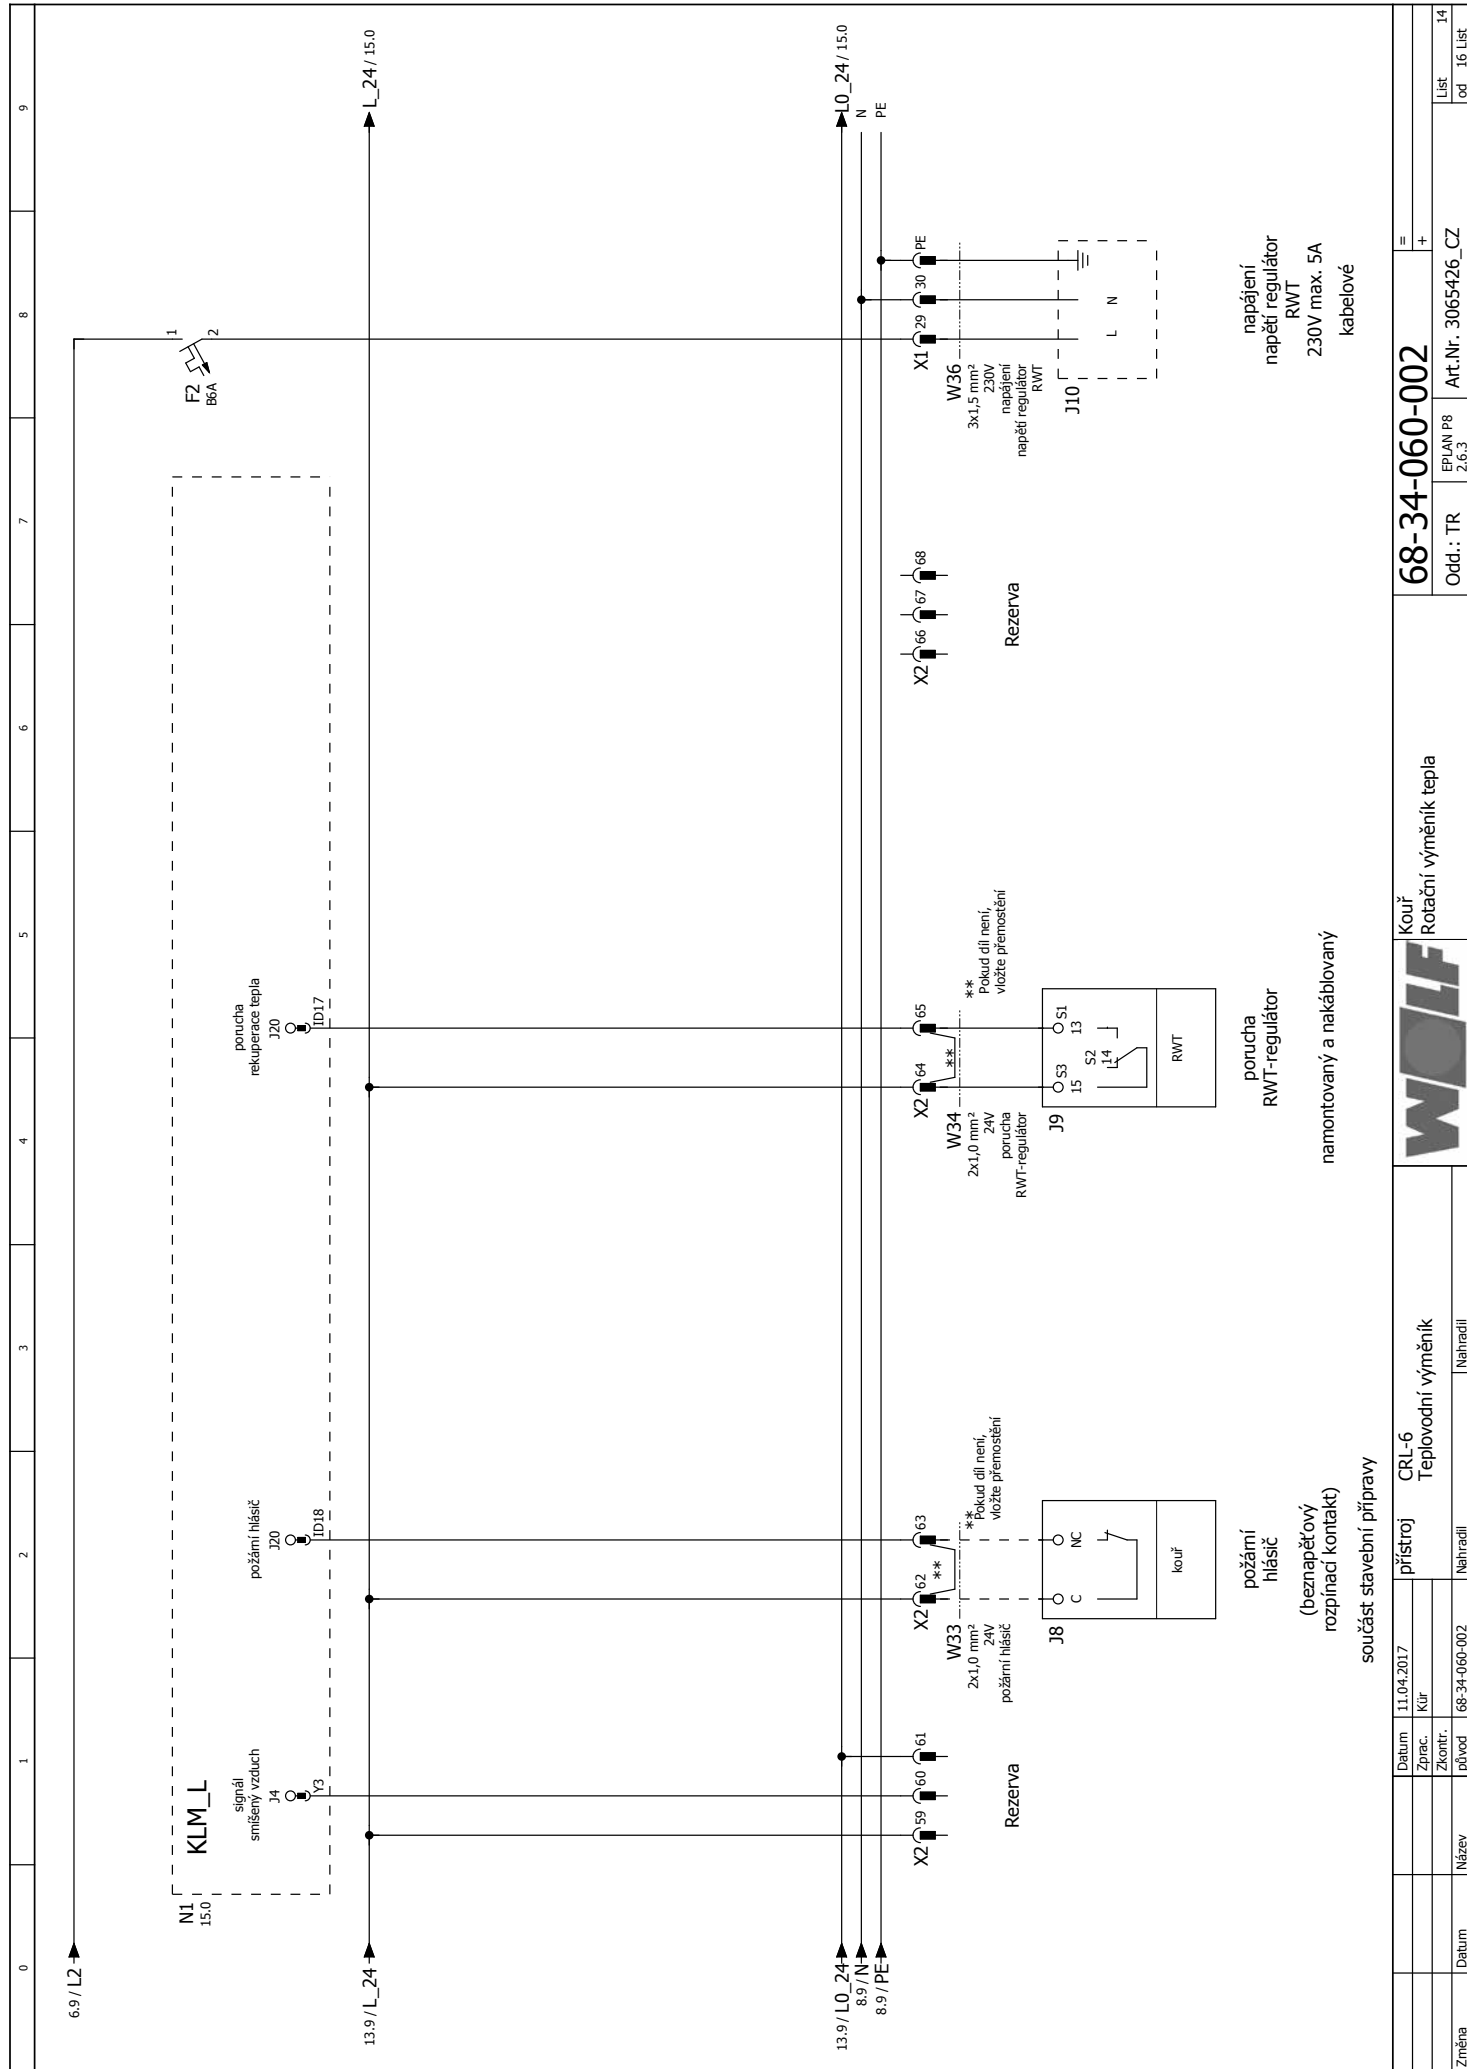 0 1 2 3 4 5 6 7 8 9
6.9 / L2
F2
B6A
1
2
N1
15.0
KLM_L
signál
smíšený vzduch
J4
Y3
požární hlásič
J20
ID18
porucha
rekuperace tepla
J20
ID17
13.9 / L_24
L_24 / 15.0
13.9 / L0_24
8.9 / N
8.9 / PE
L0_24 / 15.0
N
PE
X2 59 60 61
Rezerva
X2 62 63
**
W33
2x1,0 mm²
24V
požární hlásič
**
Pokud díl není,
vložte přemostění
J8
C
NC
kouř
požární
hlásič
(beznapěťový
rozpínací kontakt)
součást stavební přípravy
X2 64 65
**
W34
2x1,0 mm²
24V
porucha
RWT-regulátor
**
Pokud díl není,
vložte přemostění
J9
S3
15
S2
14
S1
13
RWT
porucha
RWT-regulátor
namontovaný a nakáblovaný
X2 66 67 68
Rezerva
X1 29 30 PE
W36
3x1,5 mm²
230V
napájení
napětí regulátor
RWT
J10
L
N
napájení
napětí regulátor
RWT
230V max. 5A
kabelové
Změna
Datum
Název
Datum 11.04.2017
Zprac. Kür
Zkontr.
původ 68-34-060-002
Nahradil
Nahradil
přístroj CRL-6
Teplovodní výměník
WOLF
Kouř
Rotační výměník tepla
68-34-060-002
=
+
Odd.: TR
EPLAN P8
2.6.3
Art.Nr. 3065426_CZ
List 14
od 16 List